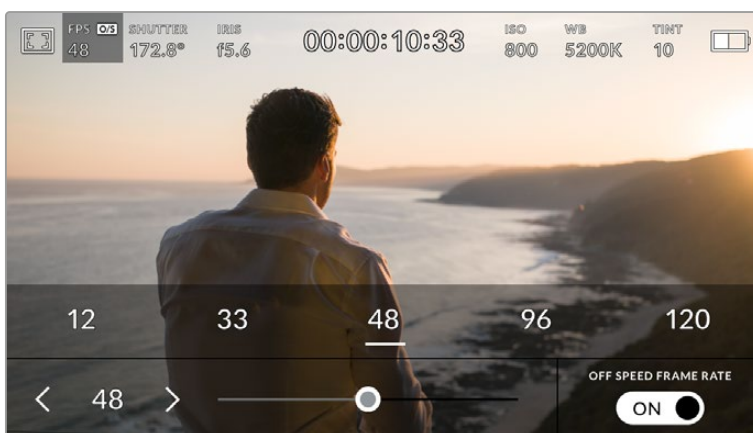 FPS O/S SHUTTER IRIS 00:00:10:33 ISO WB TINT
48 172.8° f5.6 800 5200K 10
12 33 48 96 120
OFF SPEED FRAME RATE
48 ON